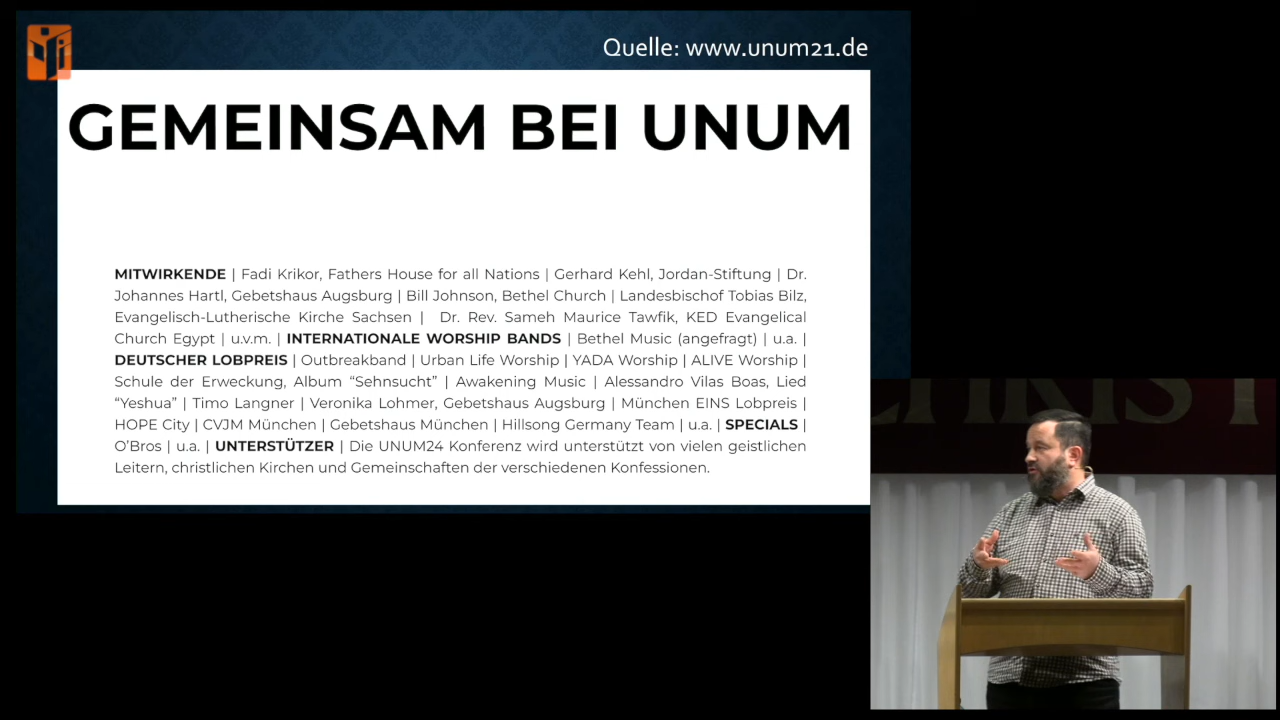 Quelle: www.unum21.de
GEMEINSAM BEI UNUM
MITWIRKENDE | Fadi Krikor, Fathers House for all Nations | Gerhard Kehl, Jordan-Stiftung | Dr.
Johannes Hartl, Gebetshaus Augsburg | Bill Johnson, Bethel Church | Landesbischof Tobias Bilz,
Evangelisch-Lutherische Kirche Sachsen | Dr. Rev. Sameh Maurice Tawfik, KED Evangelical
Church Egypt | u.v.m. | INTERNATIONALE WORSHIP BANDS | Bethel Music (angefragt) | u.a. |
DEUTSCHER LOBPREIS | Outbreakband | Urban Life Worship | YADA Worship | ALIVE Worship |
Schule der Erweckung, Album “Sehnsucht” | Awakening Music | Alessandro Vilas Boas, Lied
“Yeshua” | Timo Langner | Veronika Lohmer, Gebetshaus Augsburg | München EINS Lobpreis |
HOPE City | CVJM München | Gebetshaus München | Hillsong Germany Team | u.a. | SPECIALS |
O’Bros | u.a. | UNTERSTÜTZER | Die UNUM24 Konferenz wird unterstützt von vielen geistlichen
Leitern, christlichen Kirchen und Gemeinschaften der verschiedenen Konfessionen.